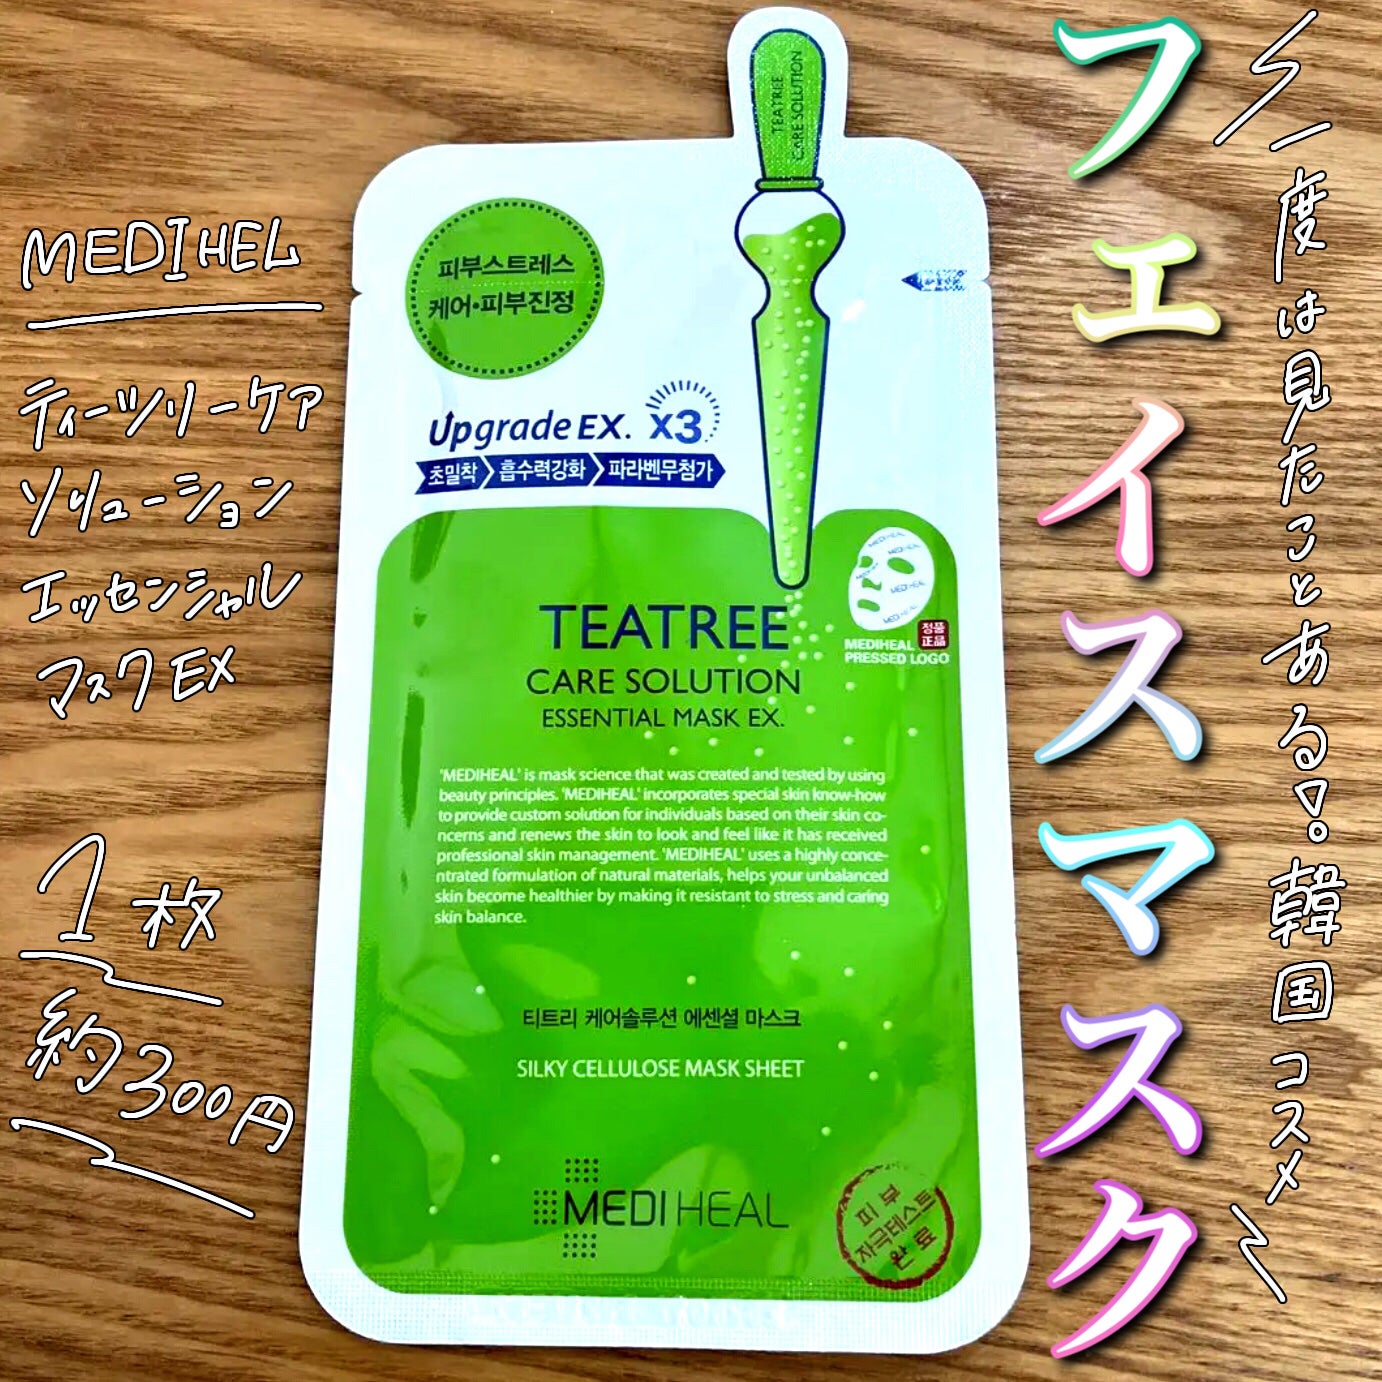 フェイスマスク
一度は見たことある!。韓国コスメ
MEDIHEL
ティーツリーケア
ソリューション
エッセンシャル
マスクEX
1枚
約300円
TEATREE
CARE SOLUTION
피부스트레스
케어·피부진정
Upgrade EX. x3
초밀착 흡수력강화 파라벤무첨가
MEDIHEAL
PRESSED LOGO
정품
正品
TEATREE
CARE SOLUTION
ESSENTIAL MASK EX.
'MEDIHEAL' is mask science that was created and tested by using
beauty principles. 'MEDIHEAL' incorporates special skin know-how
to provide custom solution for individuals based on their skin co-
ncerns and renews the skin to look and feel like it has received
professional skin management. 'MEDIHEAL' uses a highly conce-
ntrated formulation of natural materials, helps your unbalanced
skin become healthier by making it resistant to stress and caring
skin balance.
티트리 케어솔루션 에센셜 마스크
SILKY CELLULOSE MASK SHEET
MEDIHEAL
피부
자극테스트
완료